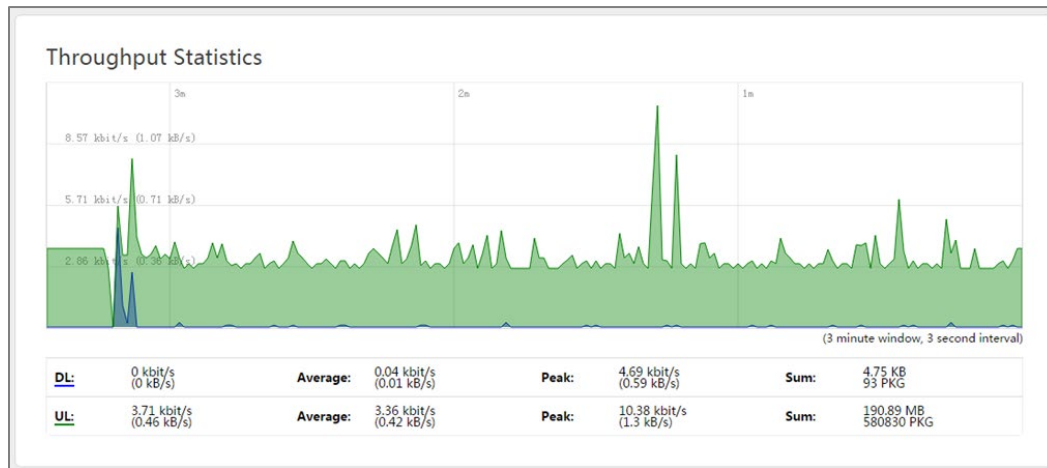 Throughput Statistics
3m 2m 1m
8.57 kbit/s (1.07 kB/s)
5.71 kbit/s (0.71 kB/s)
2.86 kbit/s (0.36 kB/s)
(3 minute window, 3 second interval)
DL: 0 kbit/s Average: 0.04 kbit/s Peak: 4.69 kbit/s Sum: 4.75 KB
(0 kB/s) (0.01 kB/s) (0.59 kB/s) 93 PKG
UL: 3.71 kbit/s Average: 3.36 kbit/s Peak: 10.38 kbit/s Sum: 190.89 MB
(0.46 kB/s) (0.42 kB/s) (1.3 kB/s) 580830 PKG